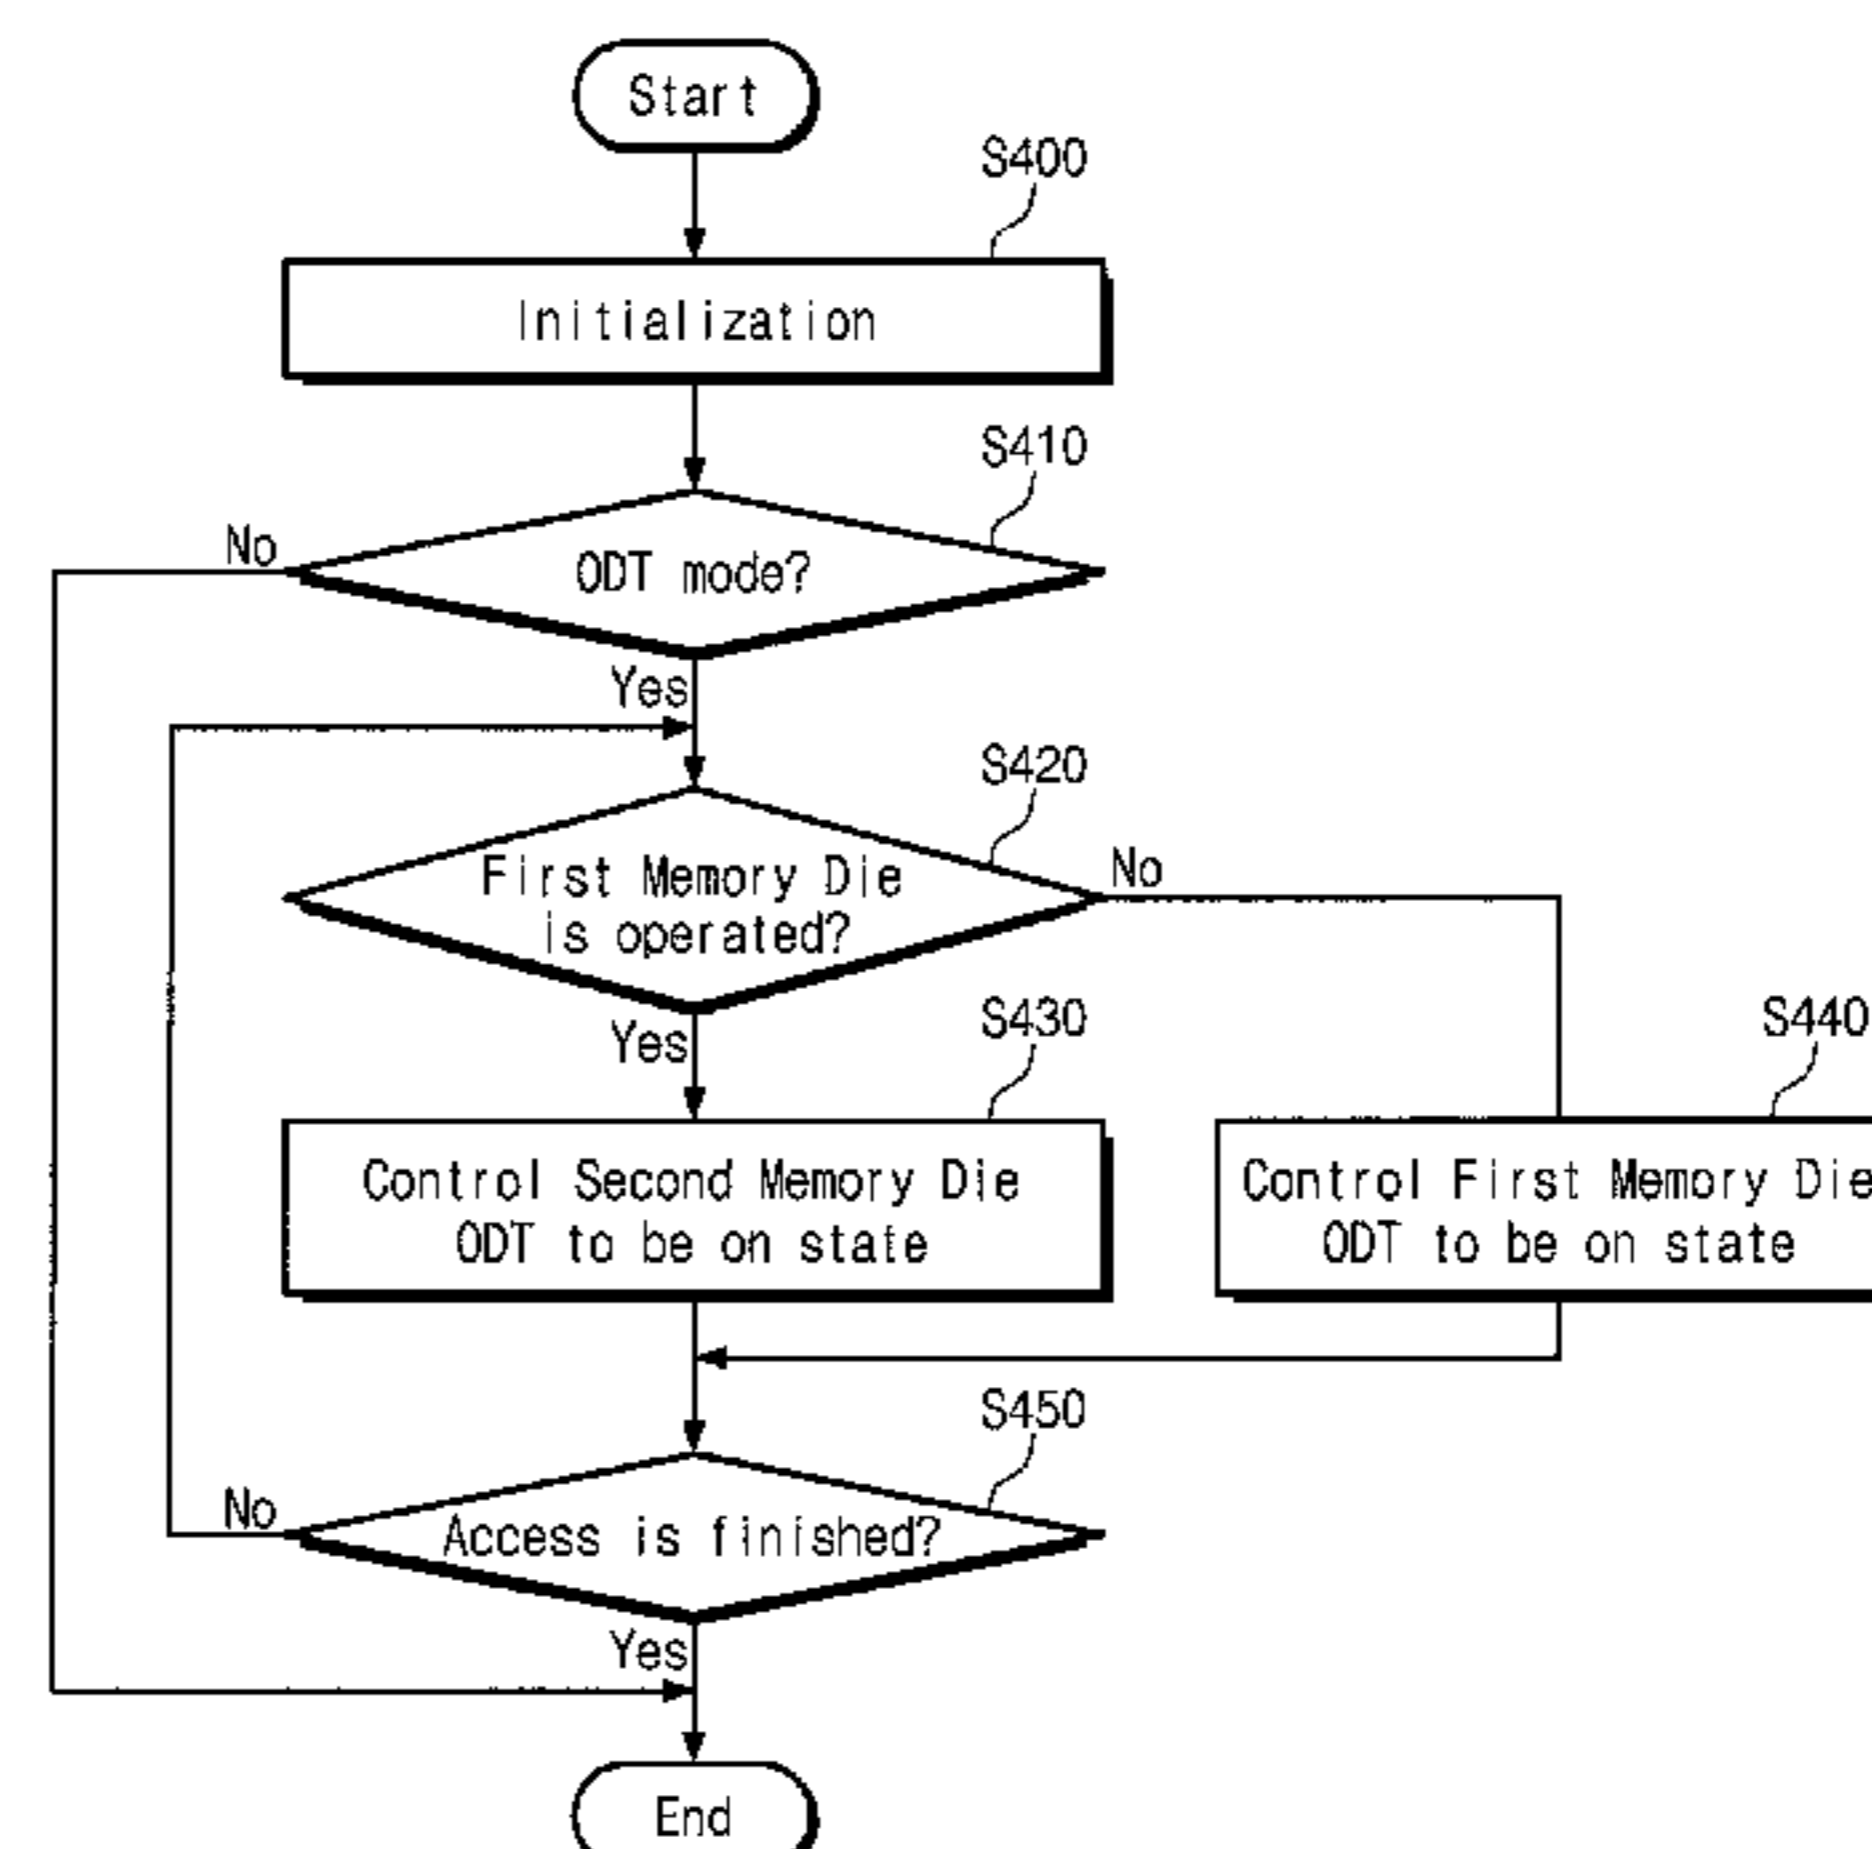 Start
S400
Initialization
S410
No
ODT mode?
Yes
S420
First Memory Die
is operated?
No
Yes
S430
S440
Control Second Memory Die
ODT to be on state
Control First Memory Die
ODT to be on state
S450
No
Access is finished?
Yes
End